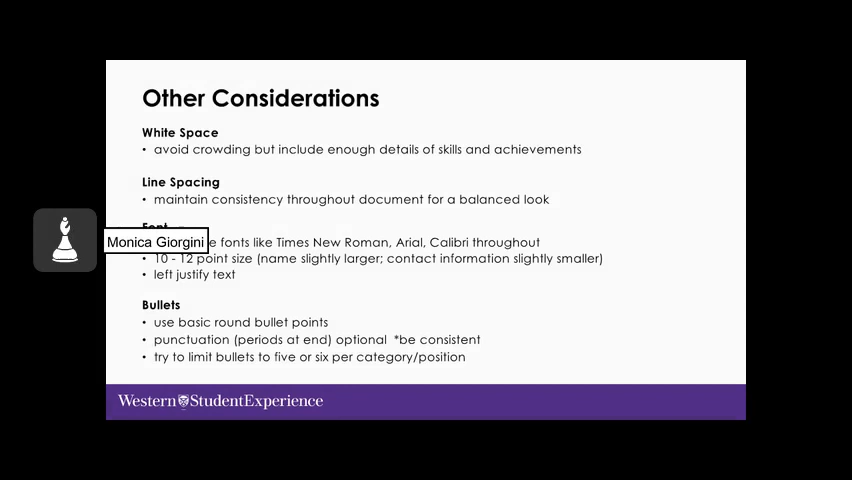 Other Considerations
White Space
• avoid crowding but include enough details of skills and achievements
Line Spacing
• maintain consistency throughout document for a balanced look
Font
Monica Giorgini
fonts like Times New Roman, Arial, Calibri throughout
• 10 - 12 point size (name slightly larger; contact information slightly smaller)
• left justify text
Bullets
• use basic round bullet points
• punctuation (periods at end) optional *be consistent
• try to limit bullets to five or six per category/position
Western StudentExperience